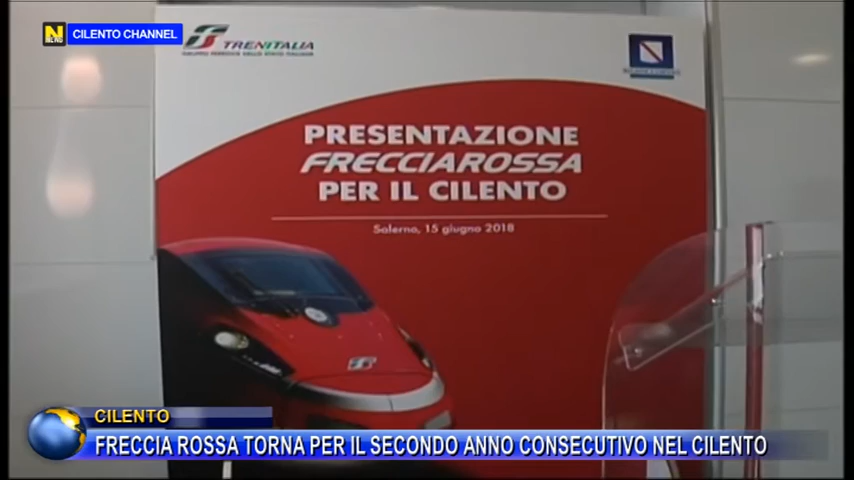 CILENTO CHANNEL
TRENITALIA
PRESENTAZIONE
FRECCIAROSSA
PER IL CILENTO
Salerno, 15 giugno 2018
CILENTO
FRECCIA ROSSA TORNA PER IL SECONDO ANNO CONSECUTIVO NEL CILENTO